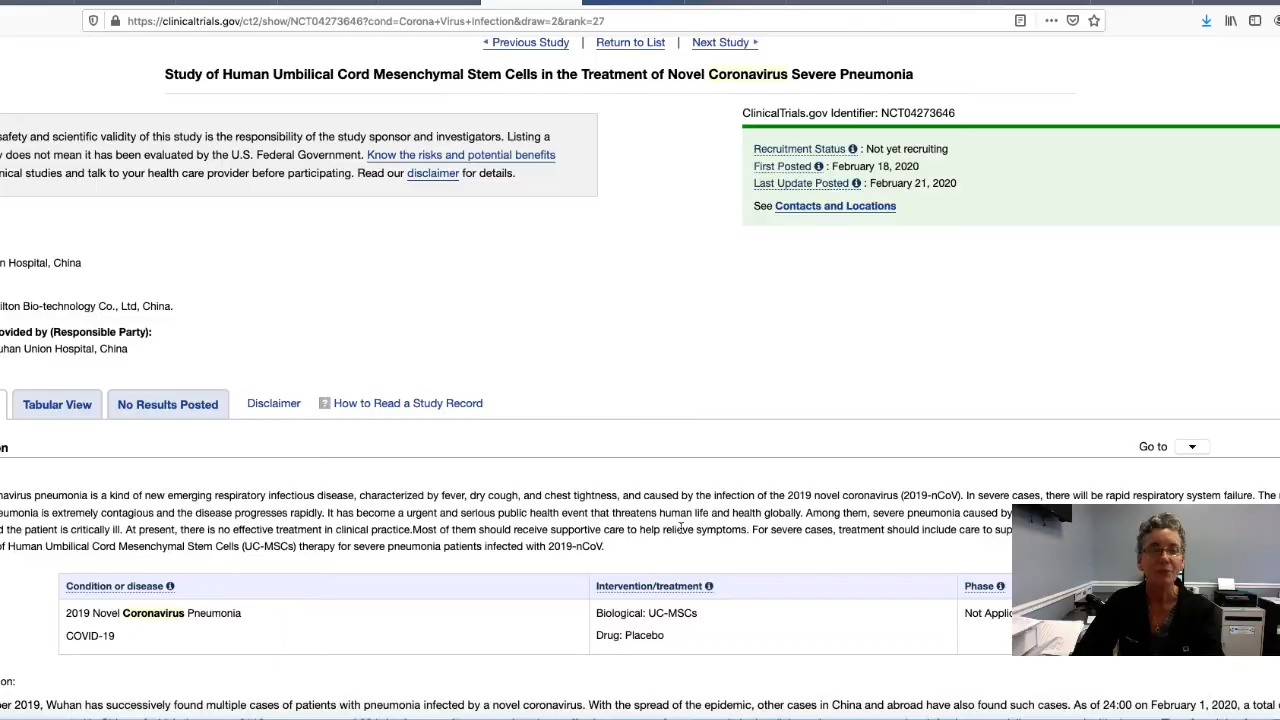 https://clinicaltrials.gov/ct2/show/NCT04273646?cond=Corona+Virus+Infection&draw=2&rank=27
Previous Study | Return to List | Next Study
Study of Human Umbilical Cord Mesenchymal Stem Cells in the Treatment of Novel Coronavirus Severe Pneumonia
ClinicalTrials.gov Identifier: NCT04273646
safety and scientific validity of this study is the responsibility of the study sponsor and investigators. Listing a
y does not mean it has been evaluated by the U.S. Federal Government. Know the risks and potential benefits
nical studies and talk to your health care provider before participating. Read our disclaimer for details.
Recruitment Status : Not yet recruiting
First Posted : February 18, 2020
Last Update Posted : February 21, 2020
See Contacts and Locations
n Hospital, China
ilton Bio-technology Co., Ltd, China.
ovided by (Responsible Party):
uhan Union Hospital, China
Tabular View
No Results Posted
Disclaimer
? How to Read a Study Record
on
Go to
navirus pneumonia is a kind of new emerging respiratory infectious disease, characterized by fever, dry cough, and chest tightness, and caused by the infection of the 2019 novel coronavirus (2019-nCoV). In severe cases, there will be rapid respiratory system failure. The
eumonia is extremely contagious and the disease progresses rapidly. It has become a urgent and serious public health event that threatens human life and health globally. Among them, severe pneumonia caused by
d the patient is critically ill. At present, there is no effective treatment in clinical practice.Most of them should receive supportive care to help relieve symptoms. For severe cases, treatment should include care to sup
of Human Umbilical Cord Mesenchymal Stem Cells (UC-MSCs) therapy for severe pneumonia patients infected with 2019-nCoV.
Condition or disease
Intervention/treatment
Phase
2019 Novel Coronavirus Pneumonia
Biological: UC-MSCs
Not Applic
COVID-19
Drug: Placebo
on:
ber 2019, Wuhan has successively found multiple cases of patients with pneumonia infected by a novel coronavirus. With the spread of the epidemic, other cases in China and abroad have also found such cases. As of 24:00 on February 1, 2020, a total